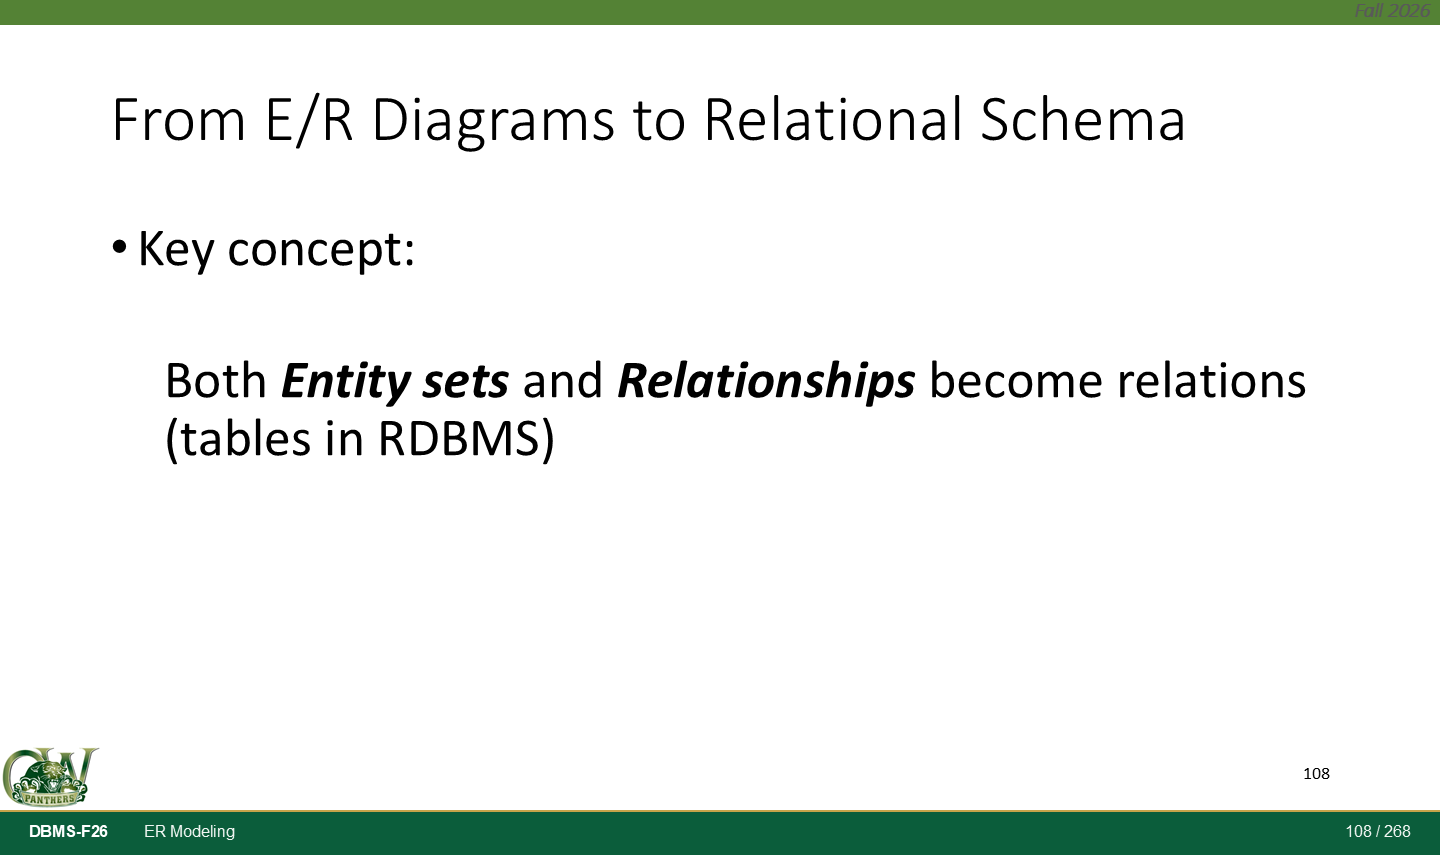 Fall 2026
From E/R Diagrams to Relational Schema
• Key concept:
Both Entity sets and Relationships become relations
(tables in RDBMS)
OW
PANTHERS
108
DBMS-F26 ER Modeling 108 / 268